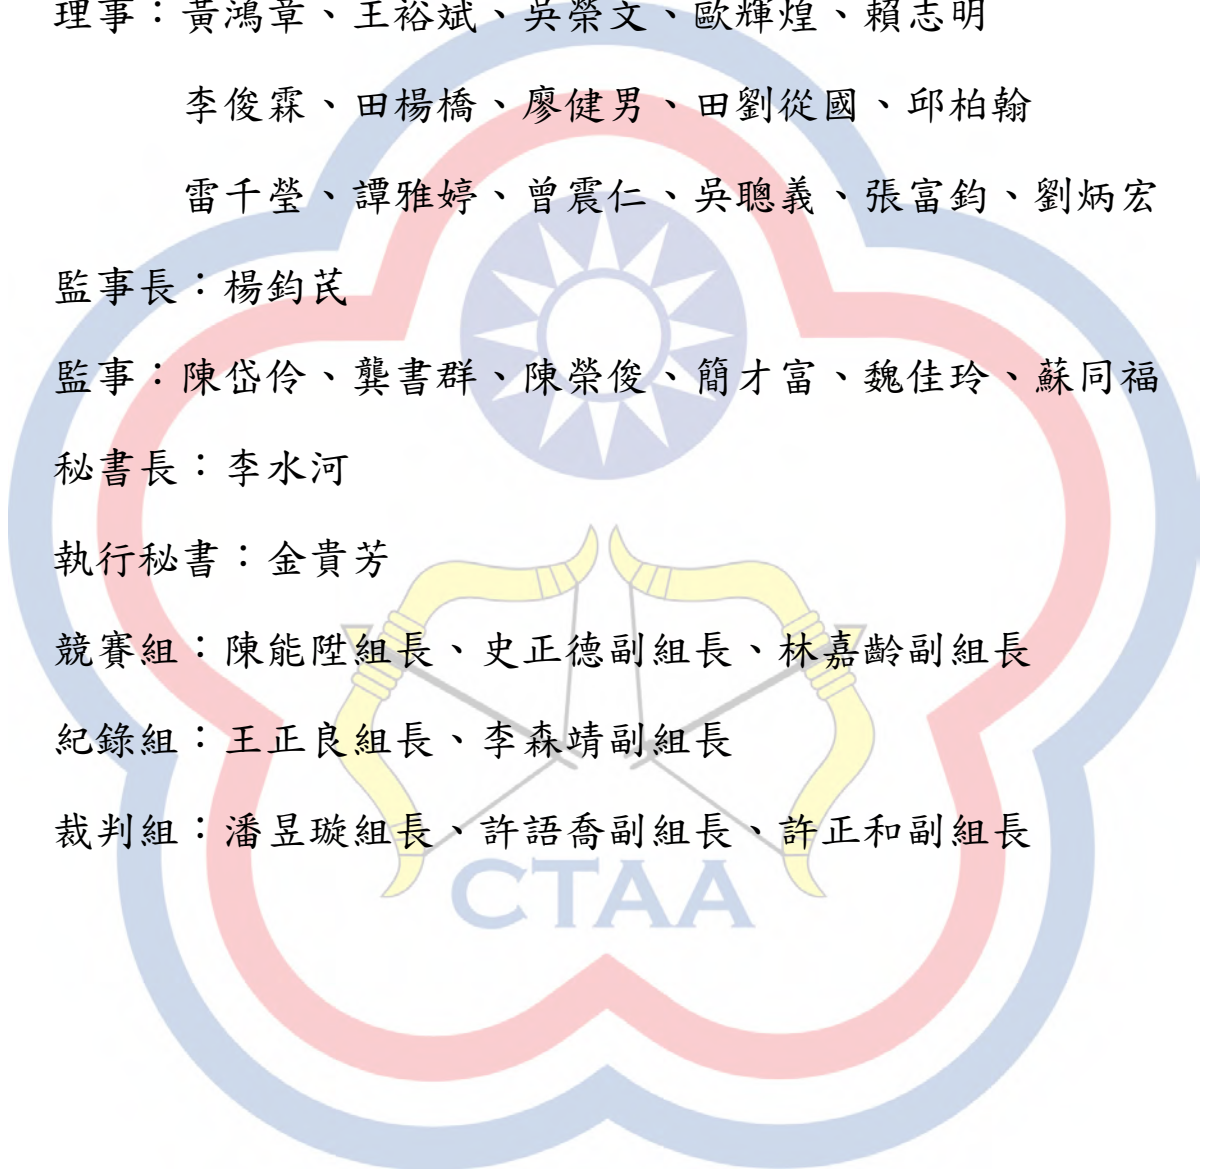 理事：黃鴻章、王裕斌、吳榮文、歐輝煌、賴志明
李俊霖、田楊橋、廖健男、田劉從國、邱柏翰
雷千瑩、譚雅婷、曾震仁、吳聰義、張富鈞、劉炳宏
監事長：楊鈞芪
監事：陳岱伶、龔書群、陳榮俊、簡才富、魏佳玲、蘇同福
秘書長：李水河
執行秘書：金貴芳
競賽組：陳能陞組長、史正德副組長、林嘉齡副組長
紀錄組：王正良組長、李森靖副組長
裁判組：潘昱璇組長、許語喬副組長、許正和副組長
CTAA